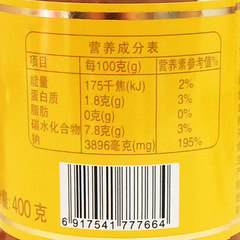 营养成分表
项目 每100克(g) 营养素参考值%
能量 175千焦(kJ) 2%
蛋白质 1.8克(g) 3%
脂肪 0克(g) 0%
碳水化合物 7.8克(g) 3%
钠 3896毫克(mg) 195%
量: 400克
6 917541 777664